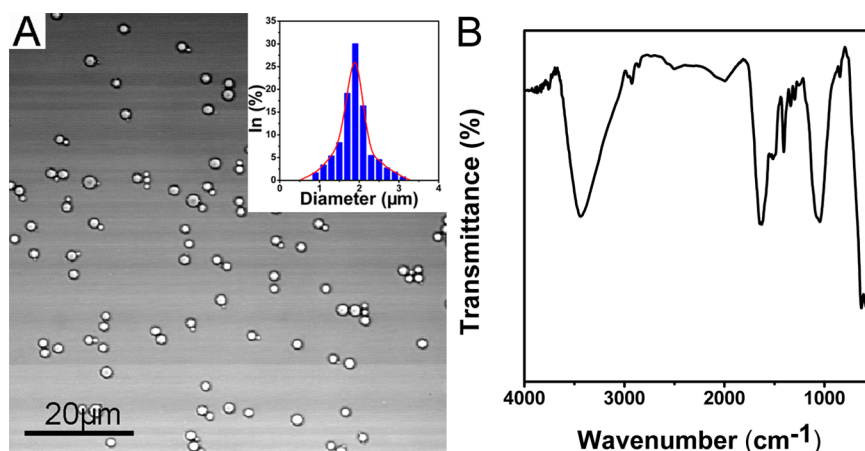 A
In (%)
35
30
25
20
15
10
5
0
0 1 2 3 4
Diameter (µm)
20µm
B
Transmittance (%)
4000 3000 2000 1000
Wavenumber (cm-1)